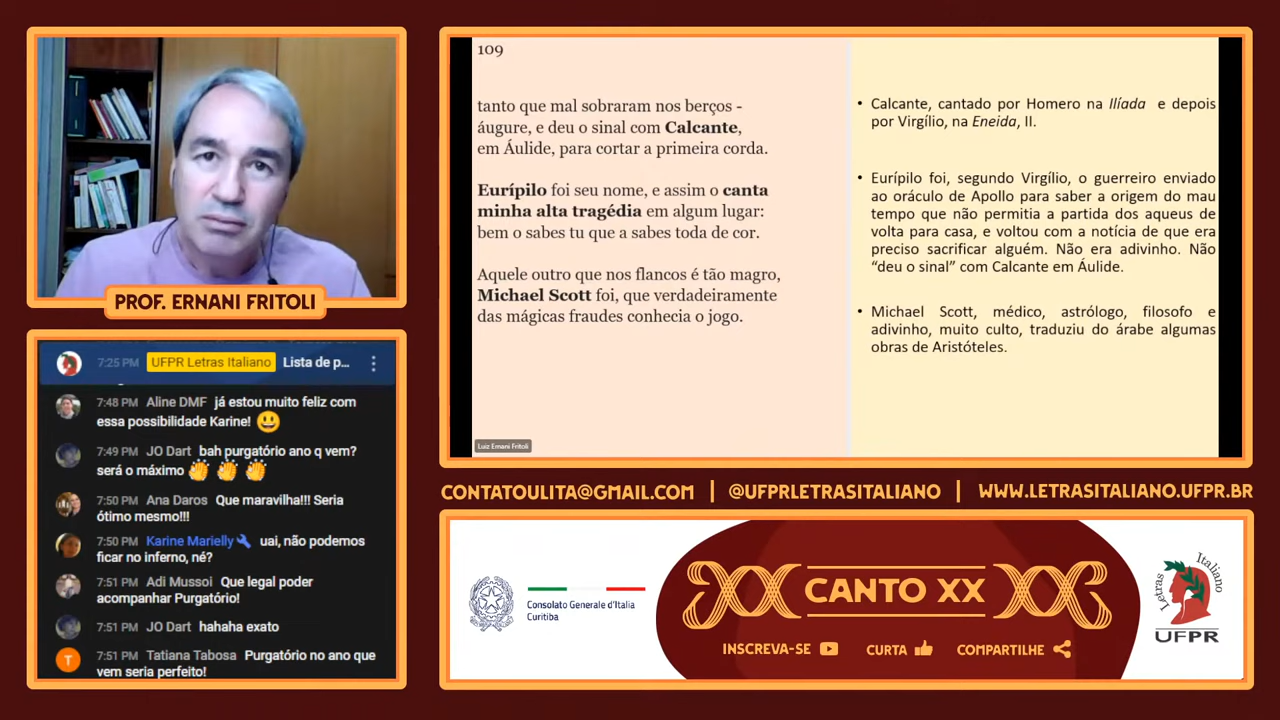 PROF. ERNANI FRITOLI
7:25 PM UFPR Letras Italiano Lista de p...
7:48 PM Aline DMF já estou muito feliz com
essa possibilidade Karine! 😃
7:49 PM JO Dart bah purgatório ano q vem?
será o máximo 👏 👏 👏
7:50 PM Ana Daros Que maravilha!!! Seria
ótimo mesmo!!!
7:50 PM Karine Marielly uai, não podemos
ficar no inferno, né?
7:51 PM Adi Mussoi Que legal poder
acompanhar Purgatório!
7:51 PM JO Dart hahaha exato
T
7:51 PM Tatiana Tabosa Purgatório no ano que
vem seria perfeito!
109
tanto que mal sobraram nos berços -
áugure, e deu o sinal com Calcante,
em Áulide, para cortar a primeira corda.
Eurípilo foi seu nome, e assim o canta
minha alta tragédia em algum lugar:
bem o sabes tu que a sabes toda de cor.
Aquele outro que nos flancos é tão magro,
Michael Scott foi, que verdadeiramente
das mágicas fraudes conhecia o jogo.
Luiz Ernani Fritoli
• Calcante, cantado por Homero na Ilíada e depois
por Virgílio, na Eneida, II.
• Eurípilo foi, segundo Virgílio, o guerreiro enviado
ao oráculo de Apollo para saber a origem do mau
tempo que não permitia a partida dos aqueus de
volta para casa, e voltou com a notícia de que era
preciso sacrificar alguém. Não era adivinho. Não
“deu o sinal” com Calcante em Áulide.
• Michael Scott, médico, astrólogo, filosofo e
adivinho, muito culto, traduziu do árabe algumas
obras de Aristóteles.
CONTATOULITA@GMAIL.COM | @UFPRLETRASITALIANO | WWW.LETRASITALIANO.UFPR.BR
Consolato Generale d'Italia
Curitiba
XX CANTO XX XX
INSCREVA-SE CURTA COMPARTILHE
Letras Italiano
UFPR